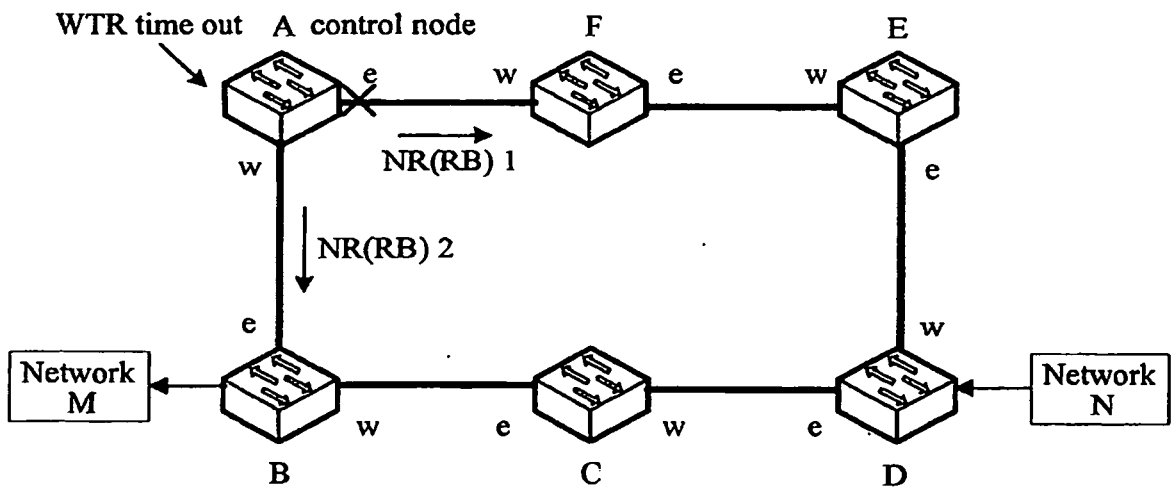 WTR time out
A control node
F
E
e
w
e
w
NR(RB) 1
w
e
NR(RB) 2
e
w
Network
M
Network
N
w
e
w
e
B
C
D